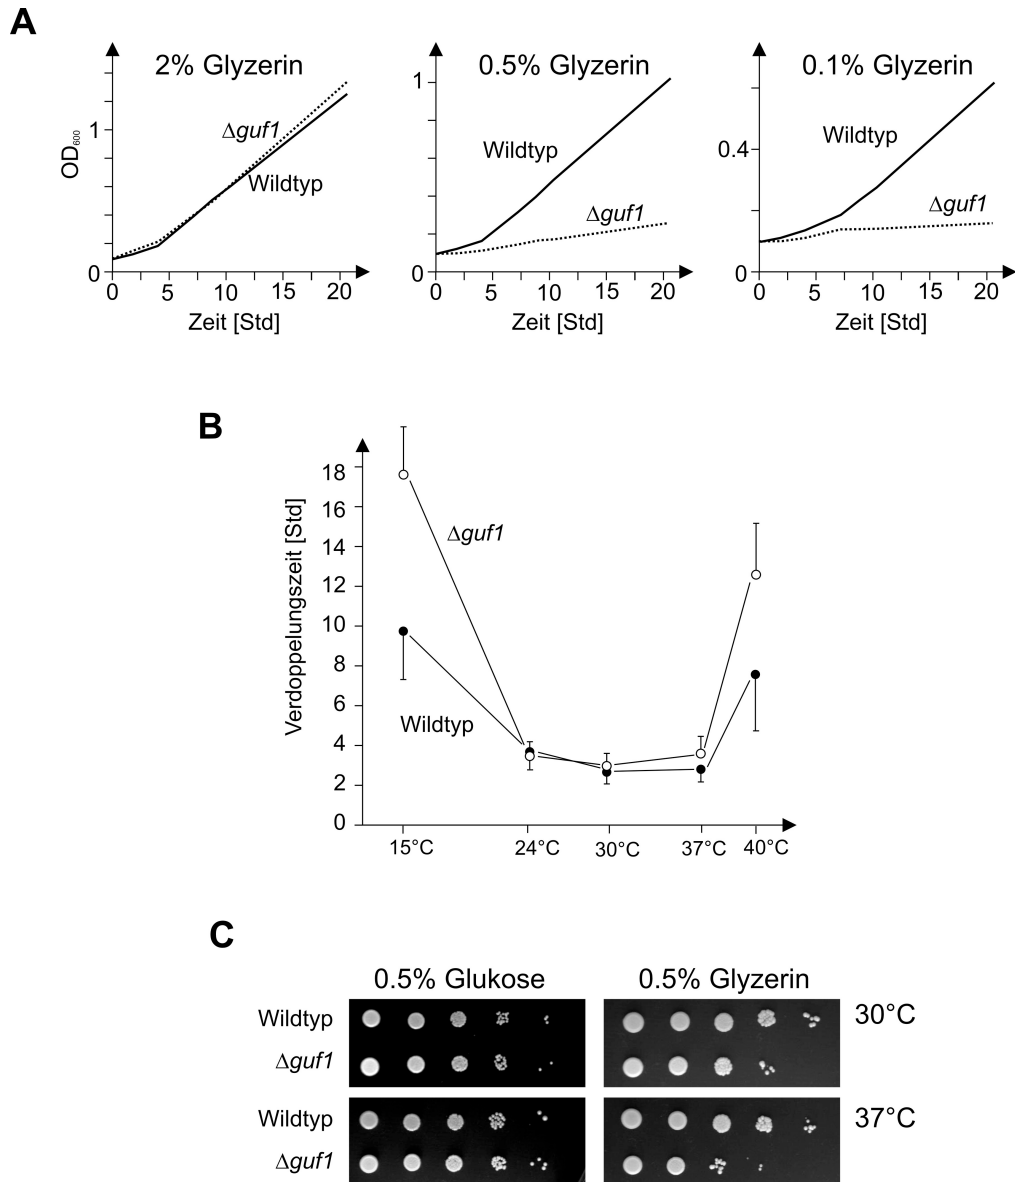 A
2% Glyzerin
0.5% Glyzerin
0.1% Glyzerin
OD600
1
0
Δguf1
Wildtyp
0 5 10 15 20
Zeit [Std]
1
0
Wildtyp
Δguf1
0 5 10 15 20
Zeit [Std]
0.4
0
Wildtyp
Δguf1
0 5 10 15 20
Zeit [Std]
B
Verdoppelungszeit [Std]
18
16
14
12
10
8
6
4
2
0
Δguf1
Wildtyp
15°C 24°C 30°C 37°C 40°C
C
0.5% Glukose
0.5% Glyzerin
Wildtyp
30°C
Δguf1
Wildtyp
37°C
Δguf1